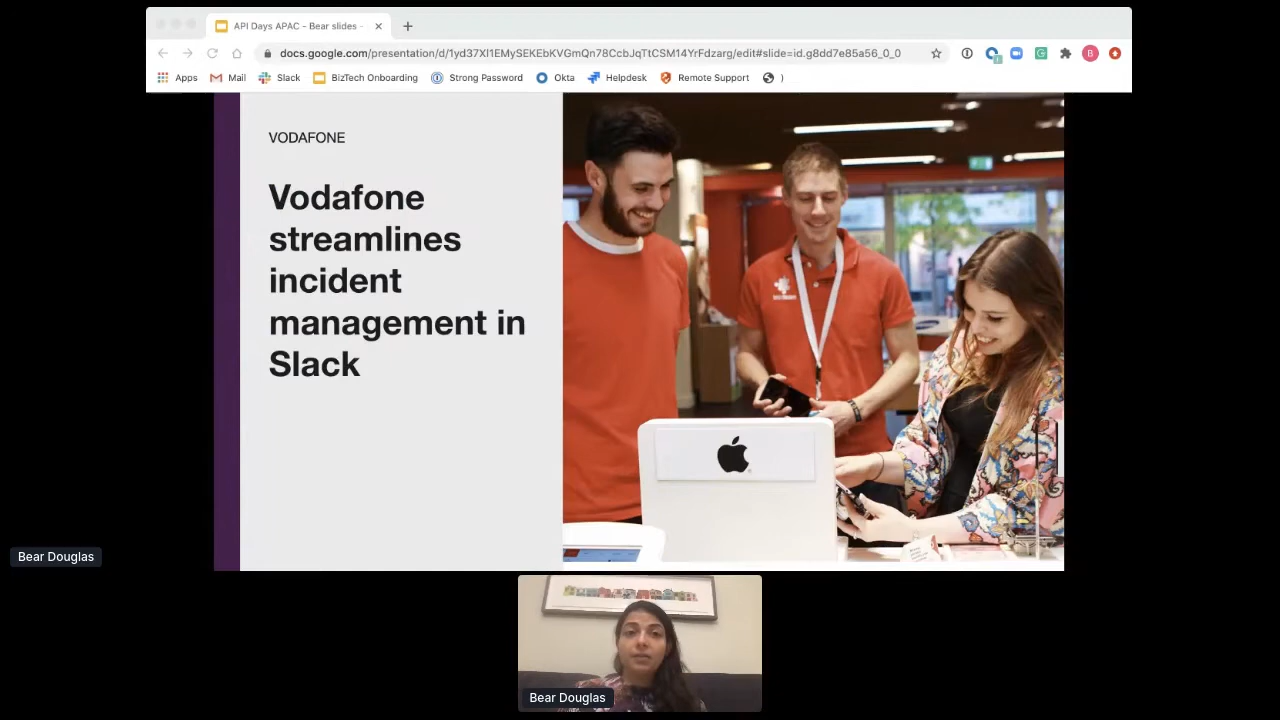 API Days APAC - Bear slides -
docs.google.com/presentation/d/1yd37XI1EMySEKEbKVGmQn78CcbJqTtCSM14YrFdzarg/edit#slide=id.g8dd7e85a56_0_0
B
Apps
Mail
Slack
BizTech Onboarding
Strong Password
Okta
Helpdesk
Remote Support
)
VODAFONE
Vodafone
streamlines
incident
management in
Slack
Bear Douglas
Bear Douglas